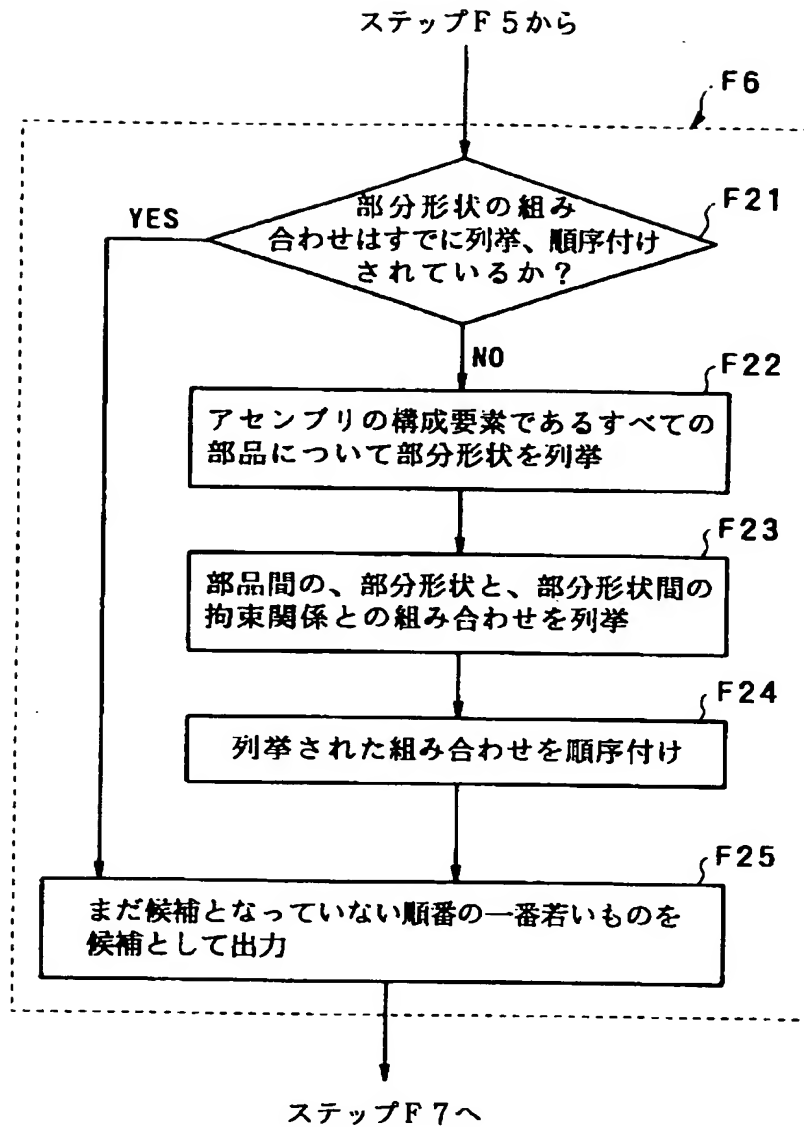 ステップF5から
F6
部分形状の組み
合わせはすでに列挙、順序付け
されているか?
F21
YES
NO
F22
アセンブリの構成要素であるすべての
部品について部分形状を列挙
F23
部品間の、部分形状と、部分形状間の
拘束関係との組み合わせを列挙
F24
列挙された組み合わせを順序付け
F25
まだ候補となっていない順番の一番若いものを
候補として出力
ステップF7へ